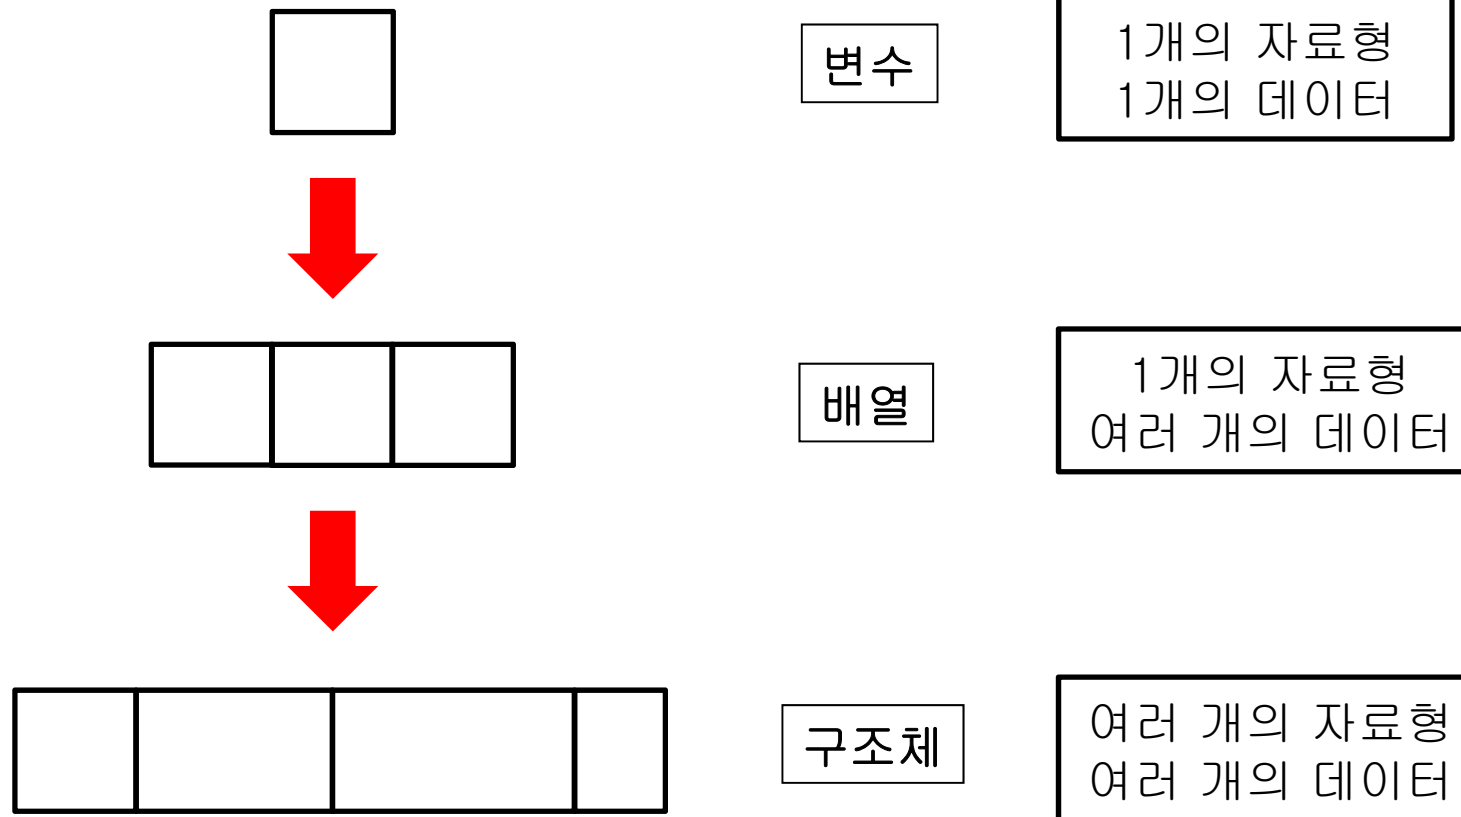 변수
1개의 자료형
1개의 데이터
배열
1개의 자료형
여러 개의 데이터
구조체
여러 개의 자료형
여러 개의 데이터